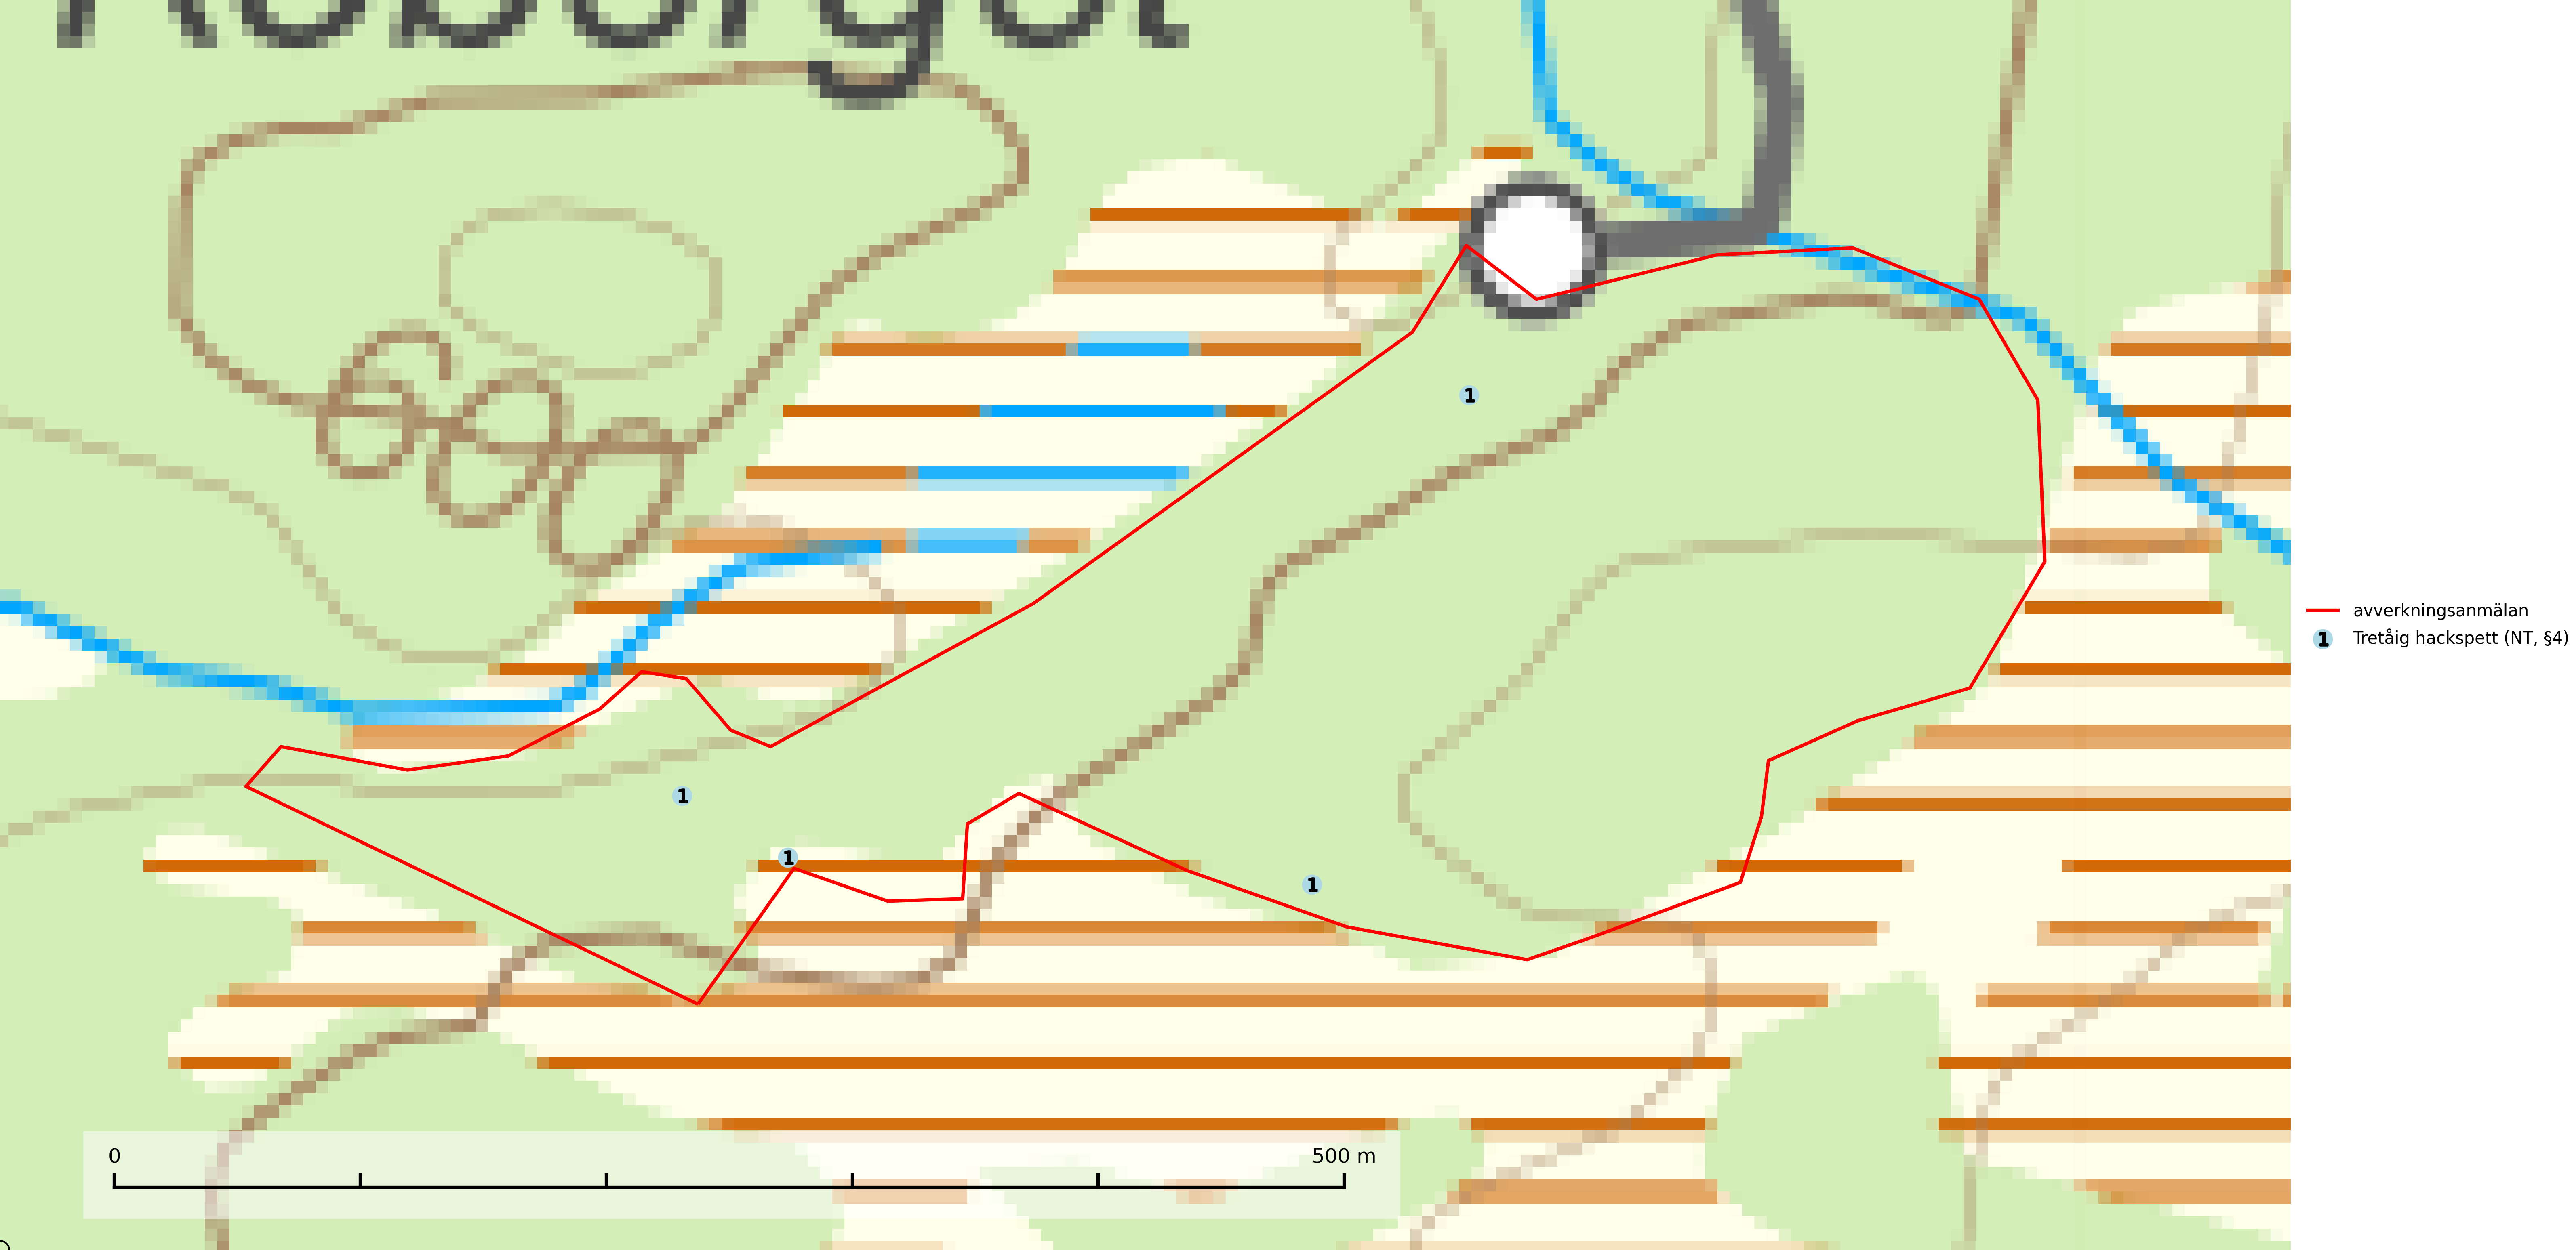 1
1
1
1
0
500 m
avverkningsanmälan
1 Tretåig hackspett (NT, §4)